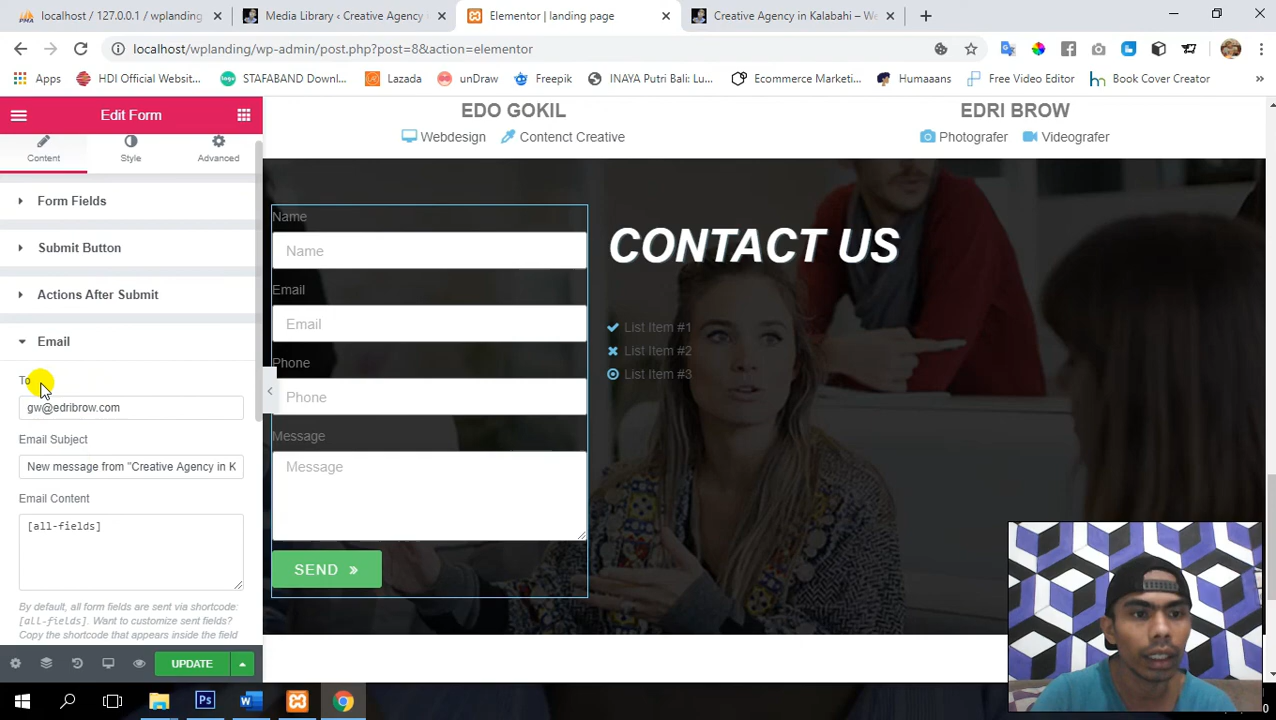 localhost / 127.0.0.1 / wplanding
Media Library ‹ Creative Agency
Elementor | landing page
Creative Agency in Kalabahi – We
localhost/wplanding/wp-admin/post.php?post=8&action=elementor
Apps
HDI Official Websit...
STAFABAND Downl...
Lazada
unDraw
Freepik
INAYA Putri Bali: Lu...
Ecommerce Marketi...
Humaaans
Free Video Editor
Book Cover Creator
»
Edit Form
Content
Style
Advanced
Form Fields
Submit Button
Actions After Submit
Email
To
gw@edribrow.com
Email Subject
New message from "Creative Agency in K
Email Content
[all-fields]
By default, all form fields are sent via shortcode:
[all-fields]. Want to customize sent fields?
Copy the shortcode that appears inside the field
UPDATE
EDO GOKIL
Webdesign
Contenct Creative
EDRI BROW
Photografer
Videografer
Name
Name
Email
Email
Phone
Phone
Message
Message
SEND »
CONTACT US
List Item #1
List Item #2
List Item #3